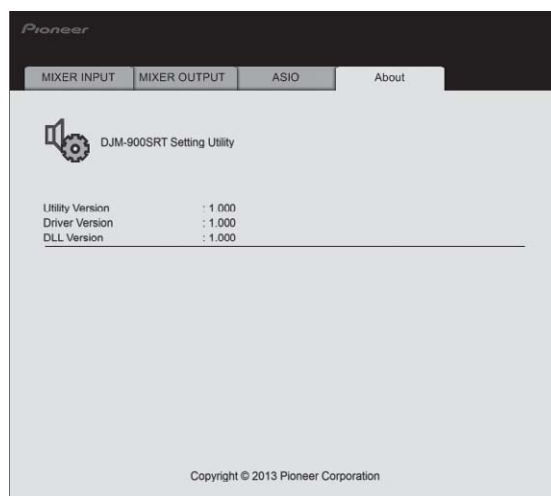 Pioneer
MIXER INPUT MIXER OUTPUT ASIO About
DJM-900SRT Setting Utility
Utility Version : 1.000
Driver Version : 1.000
DLL Version : 1.000
Copyright © 2013 Pioneer Corporation